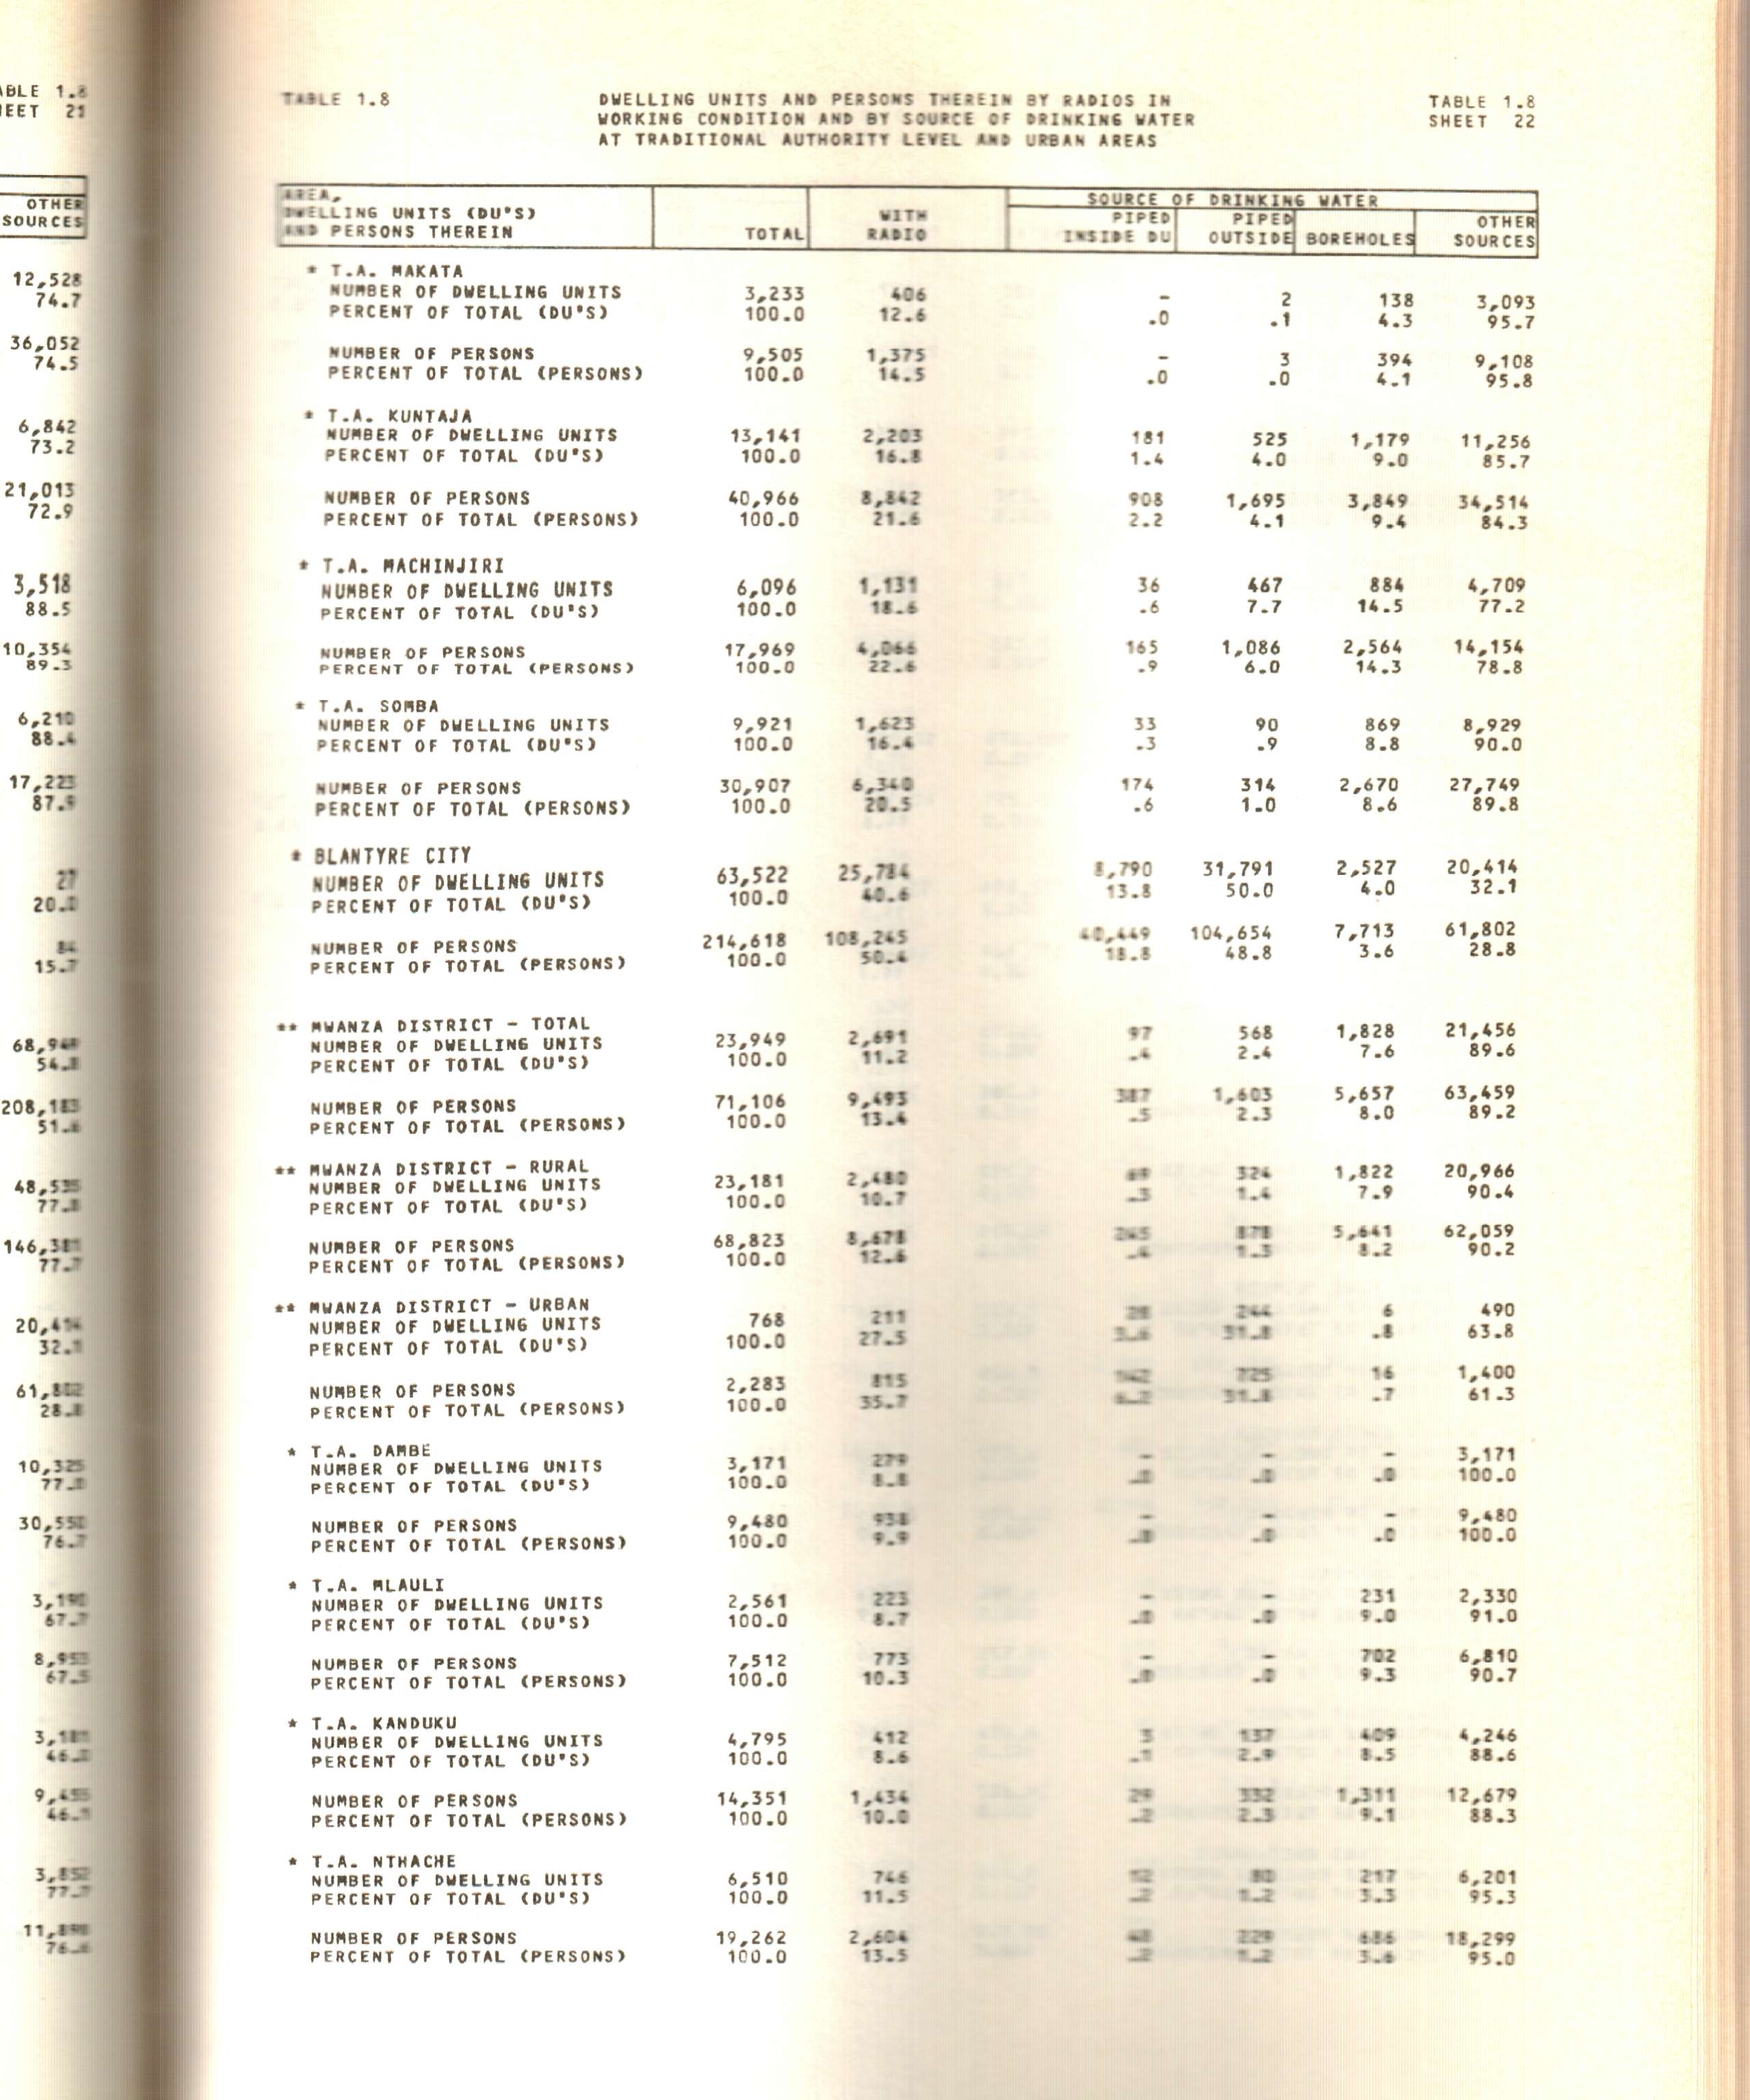 ABLE 1.8
EET 21
OTHER
SOURCES
12,528
74.7
36,052
74.5
6,842
73.2
21,013
72.9
3,518
88.5
10,354
89.3
6,210
88.4
17,223
87.9
27
20.0
84
15.7
68,949
54.8
208,183
51.6
48,535
77.8
146,381
77.7
20,414
32.1
61,802
28.8
10,325
77.0
30,550
76.7
3,190
67.7
8,953
67.5
3,181
9,455
3,852
77.7
11,890
TABLE 1.8
DWELLING UNITS AND PERSONS THEREIN BY RADIOS IN
WORKING CONDITION AND BY SOURCE OF DRINKING WATER
AT TRADITIONAL AUTHORITY LEVEL AND URBAN AREAS
TABLE 1.8
SHEET 22
AREA,
DWELLING UNITS (DU'S)
AND PERSONS THEREIN
TOTAL
WITH
RADIO
SOURCE OF DRINKING WATER
PIPED
INSIDE DU
PIPED
OUTSIDE
BOREHOLES
OTHER
SOURCES
* T.A. MAKATA
NUMBER OF DWELLING UNITS 3,233 406 - 2 138 3,093
PERCENT OF TOTAL (DU'S) 100.0 12.6 .0 .1 4.3 95.7
NUMBER OF PERSONS 9,505 1,375 - 3 394 9,108
PERCENT OF TOTAL (PERSONS) 100.0 14.5 .0 .0 4.1 95.8
* T.A. KUNTAJA
NUMBER OF DWELLING UNITS 13,141 2,203 181 525 1,179 11,256
PERCENT OF TOTAL (DU'S) 100.0 16.8 1.4 4.0 9.0 85.7
NUMBER OF PERSONS 40,966 8,842 908 1,695 3,849 34,514
PERCENT OF TOTAL (PERSONS) 100.0 21.6 2.2 4.1 9.4 84.3
* T.A. MACHINJIRI
NUMBER OF DWELLING UNITS 6,096 1,131 36 467 884 4,709
PERCENT OF TOTAL (DU'S) 100.0 18.6 .6 7.7 14.5 77.2
NUMBER OF PERSONS 17,969 4,066 165 1,086 2,564 14,154
PERCENT OF TOTAL (PERSONS) 100.0 22.6 .9 6.0 14.3 78.8
* T.A. SOMBA
NUMBER OF DWELLING UNITS 9,921 1,623 33 90 869 8,929
PERCENT OF TOTAL (DU'S) 100.0 16.4 .3 .9 8.8 90.0
NUMBER OF PERSONS 30,907 6,340 174 314 2,670 27,749
PERCENT OF TOTAL (PERSONS) 100.0 20.5 .6 1.0 8.6 89.8
* BLANTYRE CITY
NUMBER OF DWELLING UNITS 63,522 25,784 8,790 31,791 2,527 20,414
PERCENT OF TOTAL (DU'S) 100.0 40.6 13.8 50.0 4.0 32.1
NUMBER OF PERSONS 214,618 108,245 40,449 104,654 7,713 61,802
PERCENT OF TOTAL (PERSONS) 100.0 50.4 18.8 48.8 3.6 28.8
** MWANZA DISTRICT - TOTAL
NUMBER OF DWELLING UNITS 23,949 2,691 97 568 1,828 21,456
PERCENT OF TOTAL (DU'S) 100.0 11.2 .4 2.4 7.6 89.6
NUMBER OF PERSONS 71,106 9,493 387 1,603 5,657 63,459
PERCENT OF TOTAL (PERSONS) 100.0 13.4 .5 2.3 8.0 89.2
** MWANZA DISTRICT - RURAL
NUMBER OF DWELLING UNITS 23,181 2,480 69 324 1,822 20,966
PERCENT OF TOTAL (DU'S) 100.0 10.7 .3 1.4 7.9 90.4
NUMBER OF PERSONS 68,823 8,678 245 878 5,641 62,059
PERCENT OF TOTAL (PERSONS) 100.0 12.6 .4 1.3 8.2 90.2
** MWANZA DISTRICT - URBAN
NUMBER OF DWELLING UNITS 768 211 28 244 6 490
PERCENT OF TOTAL (DU'S) 100.0 27.5 3.6 31.8 .8 63.8
NUMBER OF PERSONS 2,283 815 142 725 16 1,400
PERCENT OF TOTAL (PERSONS) 100.0 35.7 6.2 31.8 .7 61.3
* T.A. DAMBE
NUMBER OF DWELLING UNITS 3,171 279 - - - 3,171
PERCENT OF TOTAL (DU'S) 100.0 8.8 .0 .0 .0 100.0
NUMBER OF PERSONS 9,480 938 - - - 9,480
PERCENT OF TOTAL (PERSONS) 100.0 9.9 .0 .0 .0 100.0
* T.A. MLAULI
NUMBER OF DWELLING UNITS 2,561 223 - - 231 2,330
PERCENT OF TOTAL (DU'S) 100.0 8.7 .0 .0 9.0 91.0
NUMBER OF PERSONS 7,512 773 - - 702 6,810
PERCENT OF TOTAL (PERSONS) 100.0 10.3 .0 .0 9.3 90.7
* T.A. KANDUKU
NUMBER OF DWELLING UNITS 4,795 412 3 137 409 4,246
PERCENT OF TOTAL (DU'S) 100.0 8.6 .1 2.9 8.5 88.6
NUMBER OF PERSONS 14,351 1,434 29 332 1,311 12,679
PERCENT OF TOTAL (PERSONS) 100.0 10.0 .2 2.3 9.1 88.3
* T.A. NTHACHE
NUMBER OF DWELLING UNITS 6,510 746 12 80 217 6,201
PERCENT OF TOTAL (DU'S) 100.0 11.5 .2 1.2 3.3 95.3
NUMBER OF PERSONS 19,262 2,604 48 229 686 18,299
PERCENT OF TOTAL (PERSONS) 100.0 13.5 .2 1.2 3.6 95.0